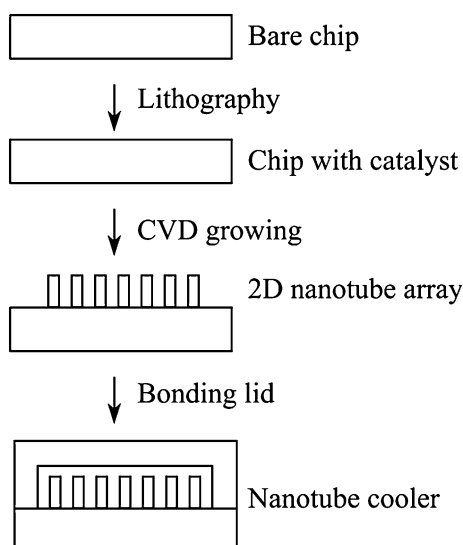 Bare chip
Lithography
Chip with catalyst
CVD growing
2D nanotube array
Bonding lid
Nanotube cooler